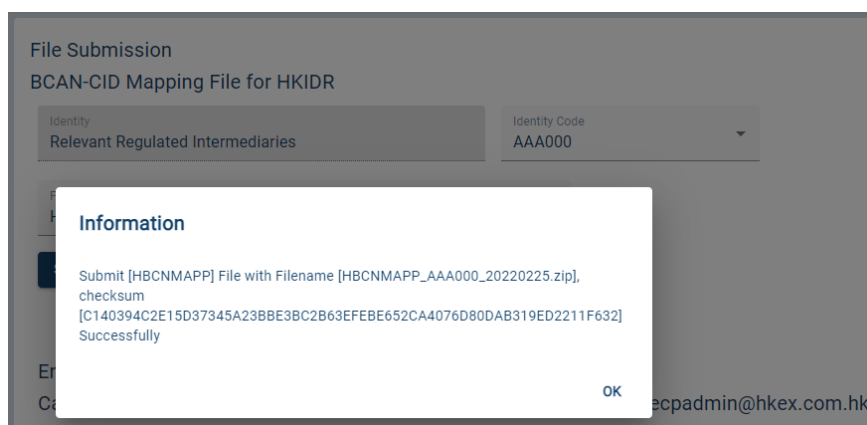 File Submission
BCAN-CID Mapping File for HKIDR
Identity
Relevant Regulated Intermediaries
Identity Code
AAA000
Information
Submit [HBCNMAPP] File with Filename [HBCNMAPP_AAA000_20220225.zip],
checksum
[C140394C2E15D37345A23BBE3BC2B63EFEBE652CA4076D80DAB319ED2211F632]
Successfully
OK
ecpadmin@hkex.com.hk